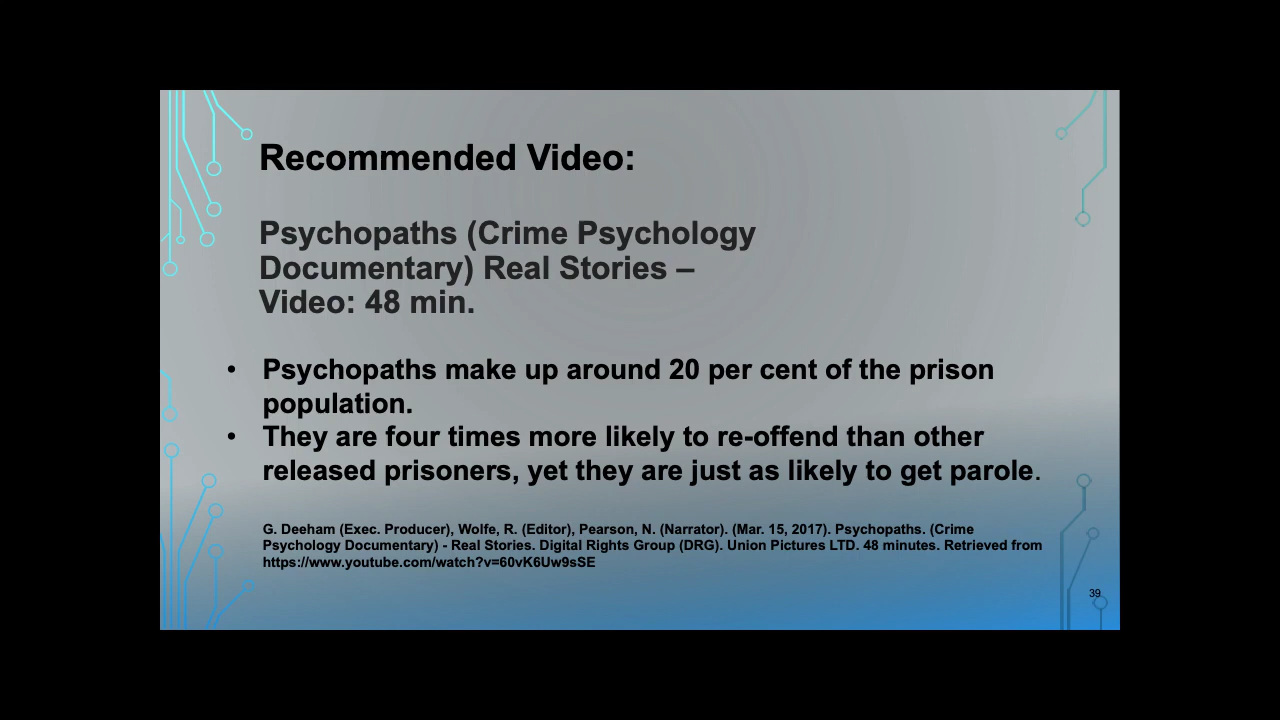 Recommended Video:
Psychopaths (Crime Psychology
Documentary) Real Stories –
Video: 48 min.
• Psychopaths make up around 20 per cent of the prison
population.
• They are four times more likely to re-offend than other
released prisoners, yet they are just as likely to get parole.
G. Deeham (Exec. Producer), Wolfe, R. (Editor), Pearson, N. (Narrator). (Mar. 15, 2017). Psychopaths. (Crime
Psychology Documentary) - Real Stories. Digital Rights Group (DRG). Union Pictures LTD. 48 minutes. Retrieved from
https://www.youtube.com/watch?v=60vK6Uw9sSE
39